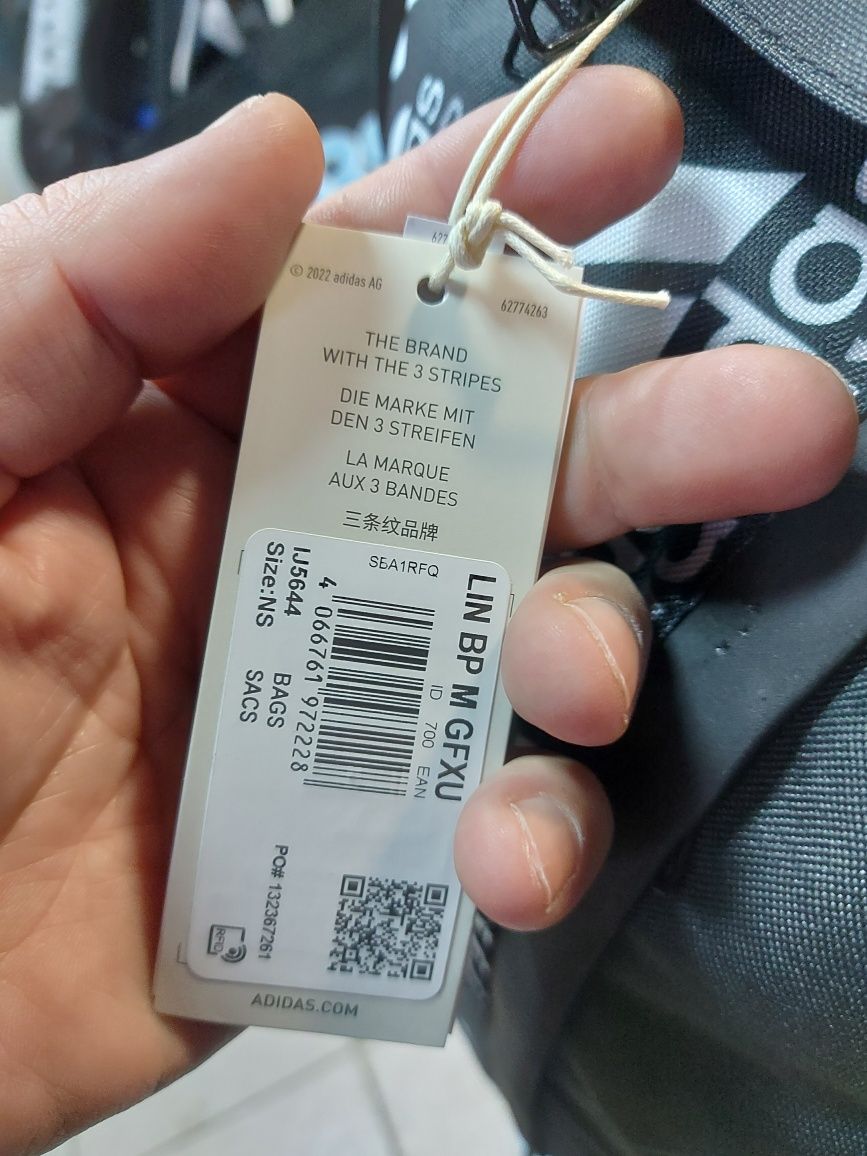 © 2022 adidas AG
62774263
THE BRAND
WITH THE 3 STRIPES
DIE MARKE MIT
DEN 3 STREIFEN
LA MARQUE
AUX 3 BANDES
三条纹品牌
LIN BP M GFXU
SBA1RFQ
ID 700 EAN
4 066761 972228
IJ5644
Size:NS
BAGS
SACS
PO# 132367261
RFID
ADIDAS.COM